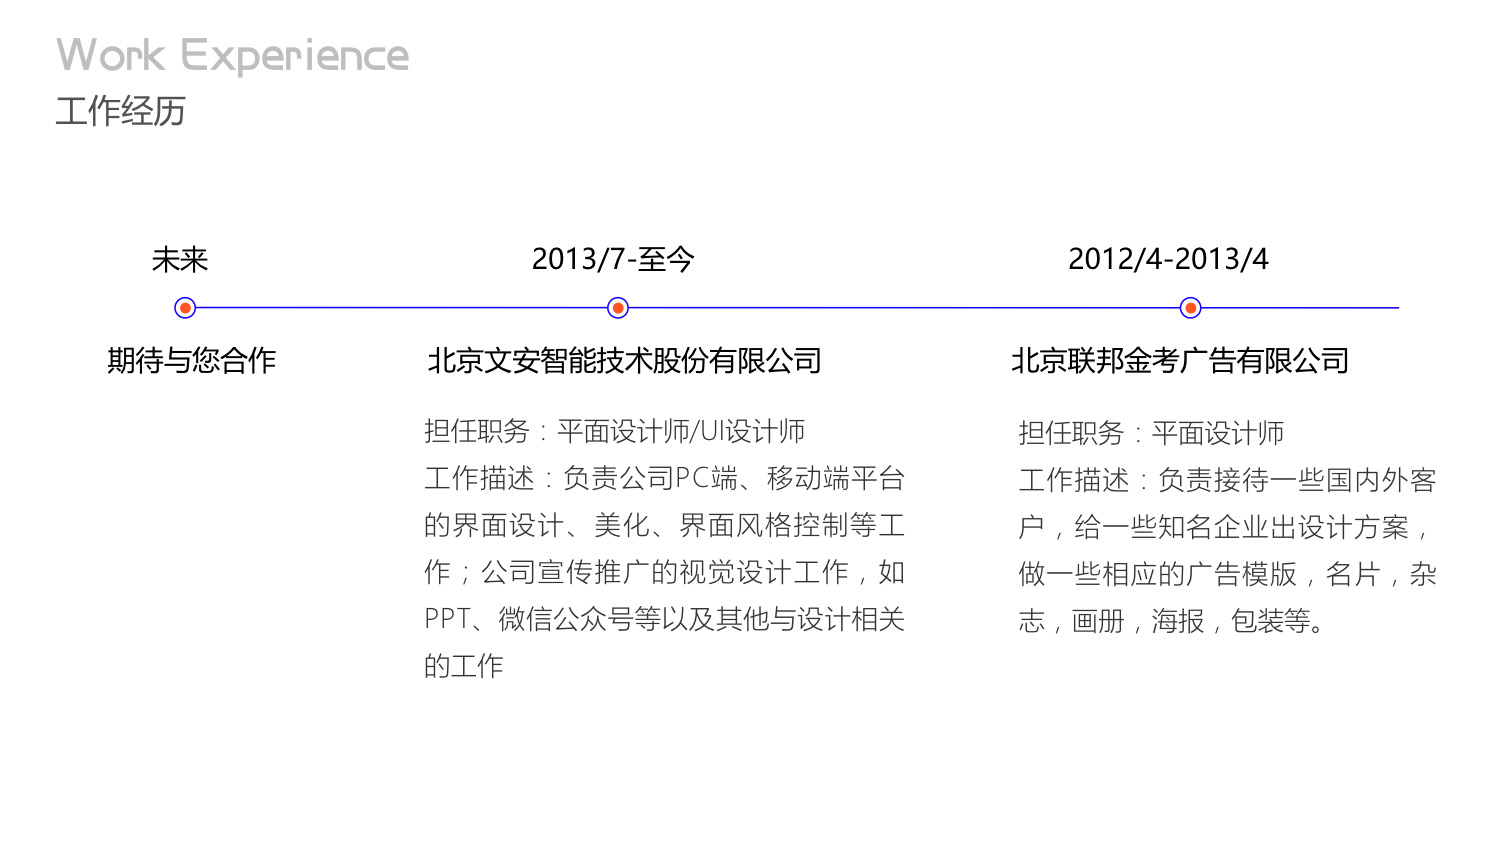 Work Experience
工作经历
未来
2013/7-至今
2012/4-2013/4
期待与您合作
北京文安智能技术股份有限公司
北京联邦金考广告有限公司
担任职务：平面设计师/UI设计师
工作描述：负责公司PC端、移动端平台
的界面设计、美化、界面风格控制等工
作；公司宣传推广的视觉设计工作，如
PPT、微信公众号等以及其他与设计相关
的工作
担任职务：平面设计师
工作描述：负责接待一些国内外客
户，给一些知名企业出设计方案，
做一些相应的广告模版，名片，杂
志，画册，海报，包装等。